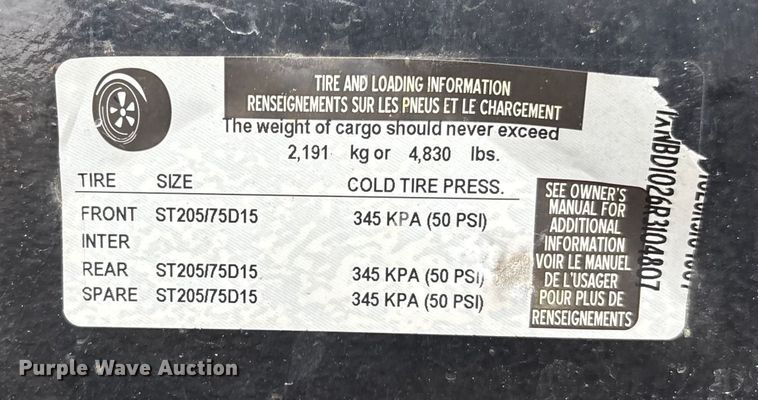 TIRE AND LOADING INFORMATION
RENSEIGNEMENTS SUR LES PNEUS ET LE CHARGEMENT
The weight of cargo should never exceed
2,191 kg or 4,830 lbs.
TIRE SIZE COLD TIRE PRESS.
FRONT ST205/75D15 345 KPA (50 PSI)
INTER
REAR ST205/75D15 345 KPA (50 PSI)
SPARE ST205/75D15 345 KPA (50 PSI)
SEE OWNER'S
MANUAL FOR
ADDITIONAL
INFORMATION
VOIR LE MANUEL
DE L'USAGER
POUR PLUS DE
RENSEIGNEMENTS
Purple Wave Auction